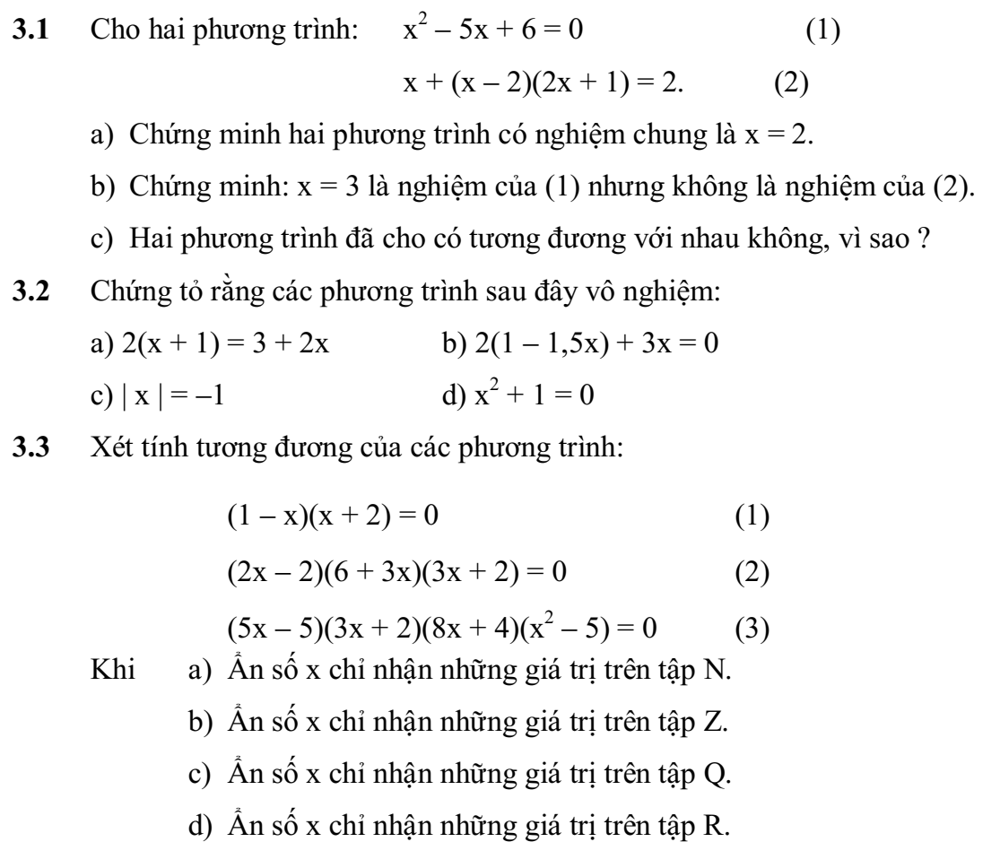 3.1 Cho hai phương trình: x² – 5x + 6 = 0 (1)
x + (x – 2)(2x + 1) = 2. (2)
a) Chứng minh hai phương trình có nghiệm chung là x = 2.
b) Chứng minh: x = 3 là nghiệm của (1) nhưng không là nghiệm của (2).
c) Hai phương trình đã cho có tương đương với nhau không, vì sao ?
3.2 Chứng tỏ rằng các phương trình sau đây vô nghiệm:
a) 2(x + 1) = 3 + 2x b) 2(1 – 1,5x) + 3x = 0
c) | x | = –1 d) x² + 1 = 0
3.3 Xét tính tương đương của các phương trình:
(1 – x)(x + 2) = 0 (1)
(2x – 2)(6 + 3x)(3x + 2) = 0 (2)
(5x – 5)(3x + 2)(8x + 4)(x² – 5) = 0 (3)
Khi a) Ẩn số x chỉ nhận những giá trị trên tập N.
b) Ẩn số x chỉ nhận những giá trị trên tập Z.
c) Ẩn số x chỉ nhận những giá trị trên tập Q.
d) Ẩn số x chỉ nhận những giá trị trên tập R.